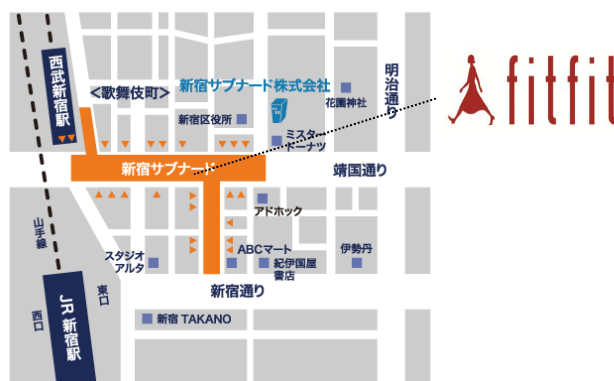 西武新宿駅
<歌舞伎町>
新宿サブナード株式会社
花園神社
明治通り
fitfit
新宿区役所
ミスター
ドーナツ
新宿サブナード
靖国通り
山手線
アドホック
スタジオ
アルタ
ABCマート
紀伊国屋
書店
伊勢丹
新宿通り
東口
西口
JR 新宿駅
新宿 TAKANO